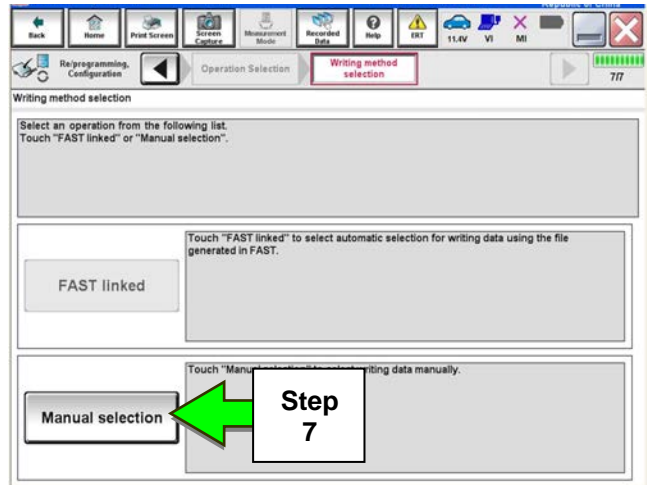 Back
Home
Print Screen
Screen Capture
Measurement Mode
Recorded Data
Help
ERT
11.4V
VI
MI
Re/programming, Configuration
Operation Selection
Writing method selection
7/7
Writing method selection
Select an operation from the following list.
Touch "FAST linked" or "Manual selection".
FAST linked
Touch "FAST linked" to select automatic selection for writing data using the file
generated in FAST.
Manual selection
Touch "Manual writing data manually.
Step
7